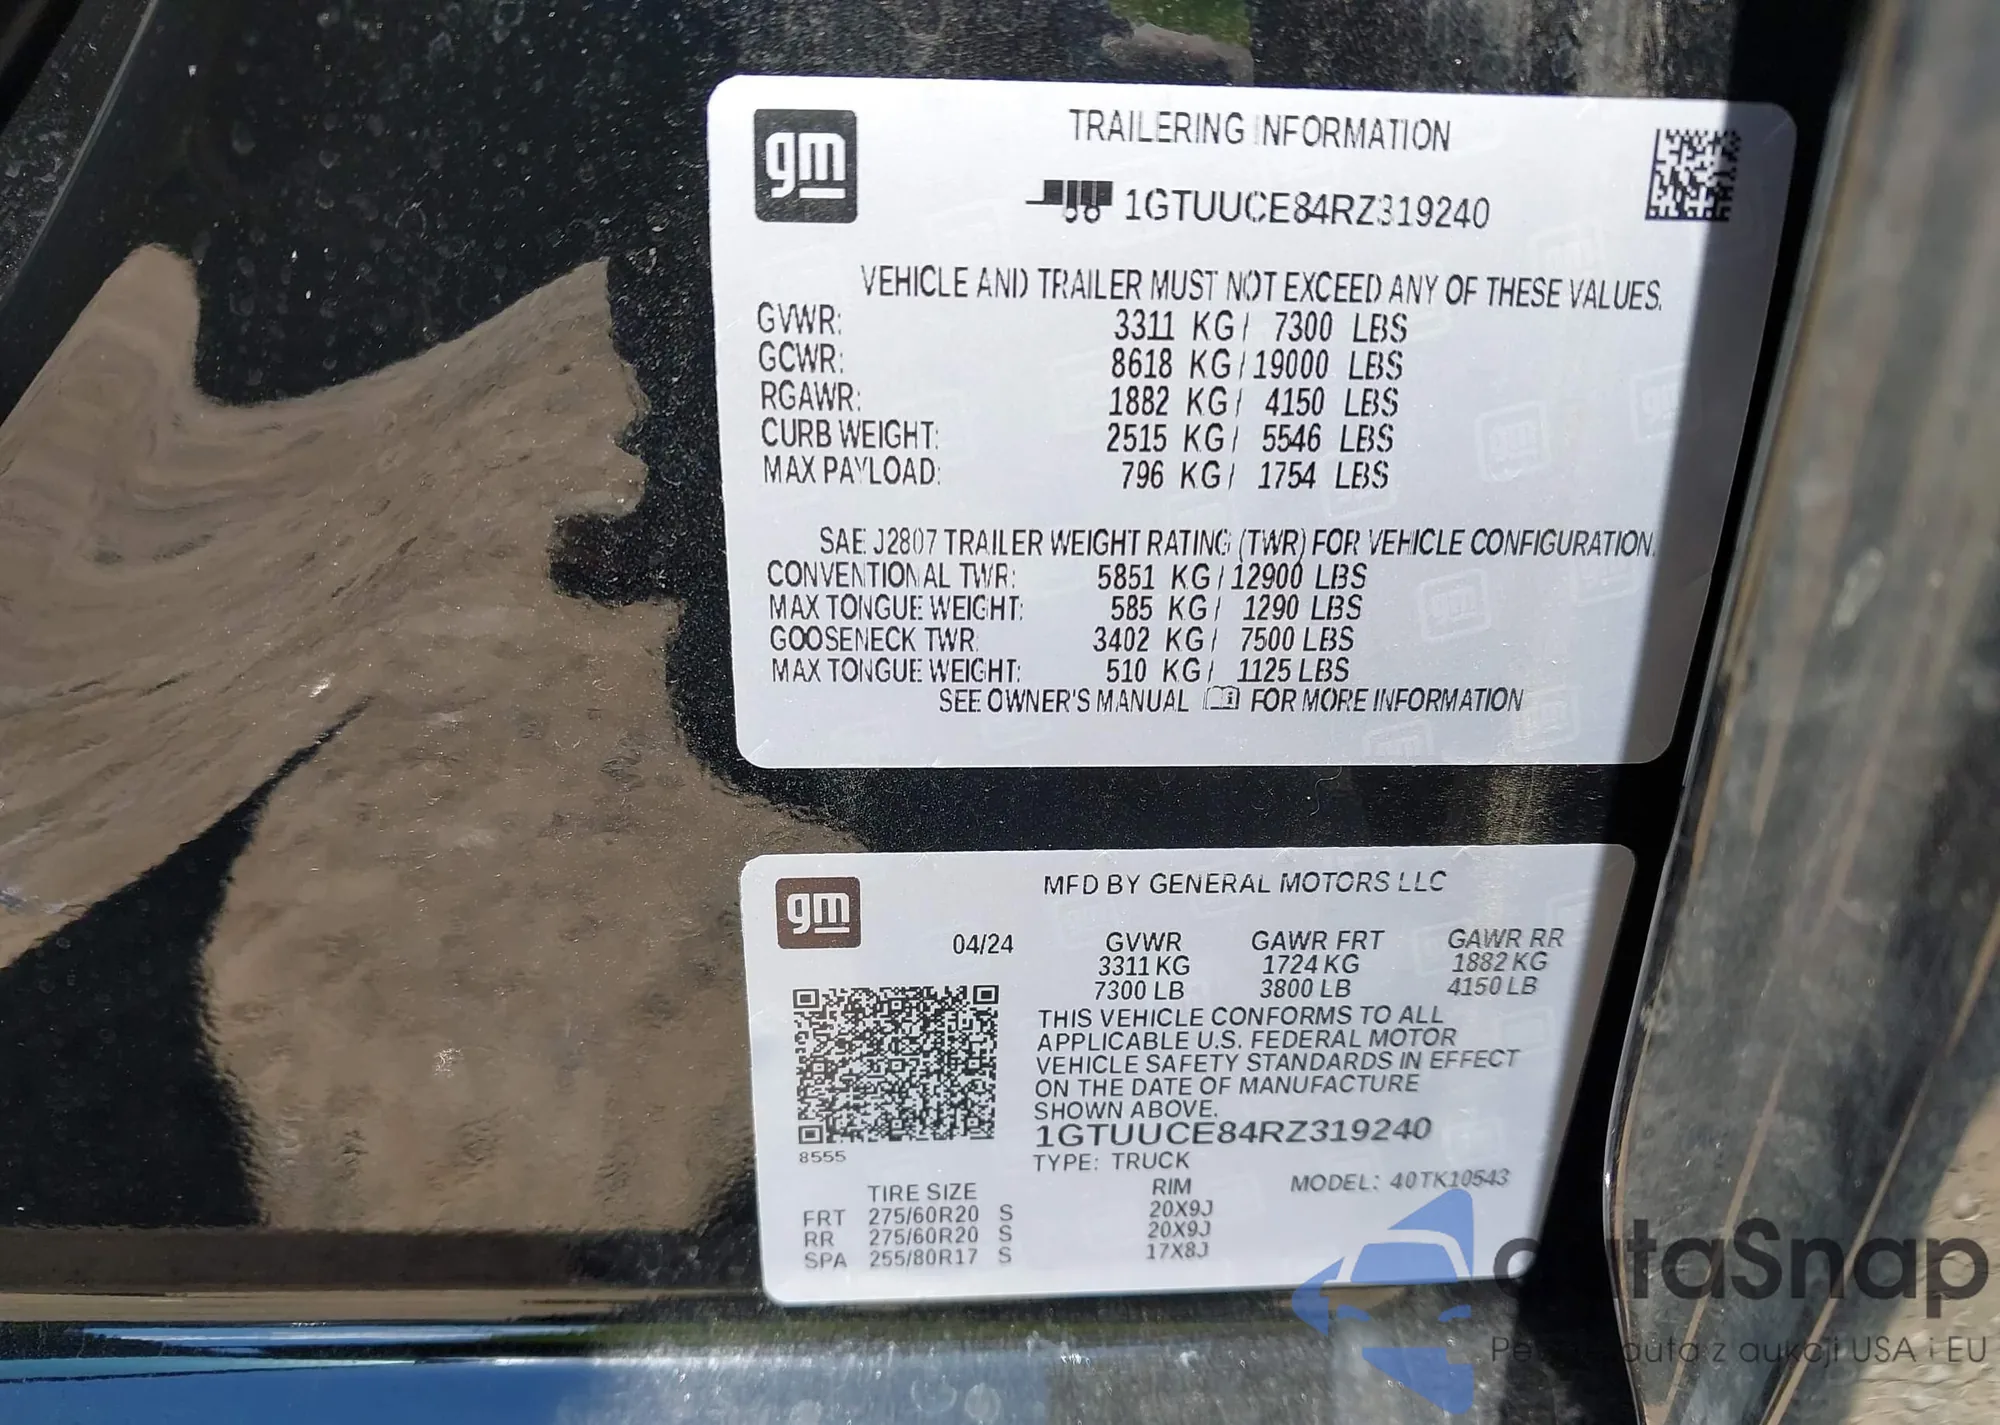 gm
TRAILERING INFORMATION
1GTUUCE84RZ319240
VEHICLE AND TRAILER MUST NOT EXCEED ANY OF THESE VALUES.
GVWR: 3311 KG / 7300 LBS
GCWR: 8618 KG / 19000 LBS
RGAWR: 1882 KG / 4150 LBS
CURB WEIGHT: 2515 KG / 5546 LBS
MAX PAYLOAD: 796 KG / 1754 LBS
SAE J2807 TRAILER WEIGHT RATING (TWR) FOR VEHICLE CONFIGURATION.
CONVENTIONAL TWR: 5851 KG / 12900 LBS
MAX TONGUE WEIGHT: 585 KG / 1290 LBS
GOOSENECK TWR: 3402 KG / 7500 LBS
MAX TONGUE WEIGHT: 510 KG / 1125 LBS
SEE OWNER'S MANUAL FOR MORE INFORMATION
gm
MFD BY GENERAL MOTORS LLC
04/24 GVWR GAWR FRT GAWR RR
3311 KG 1724 KG 1882 KG
7300 LB 3800 LB 4150 LB
THIS VEHICLE CONFORMS TO ALL
APPLICABLE U.S. FEDERAL MOTOR
VEHICLE SAFETY STANDARDS IN EFFECT
ON THE DATE OF MANUFACTURE
SHOWN ABOVE.
1GTUUCE84RZ319240
8555
TYPE: TRUCK MODEL: 40TK10543
TIRE SIZE RIM
FRT 275/60R20 S 20X9J
RR 275/60R20 S 20X9J
SPA 255/80R17 S 17X8J
dataSnap
auta z aukcji USA i EU